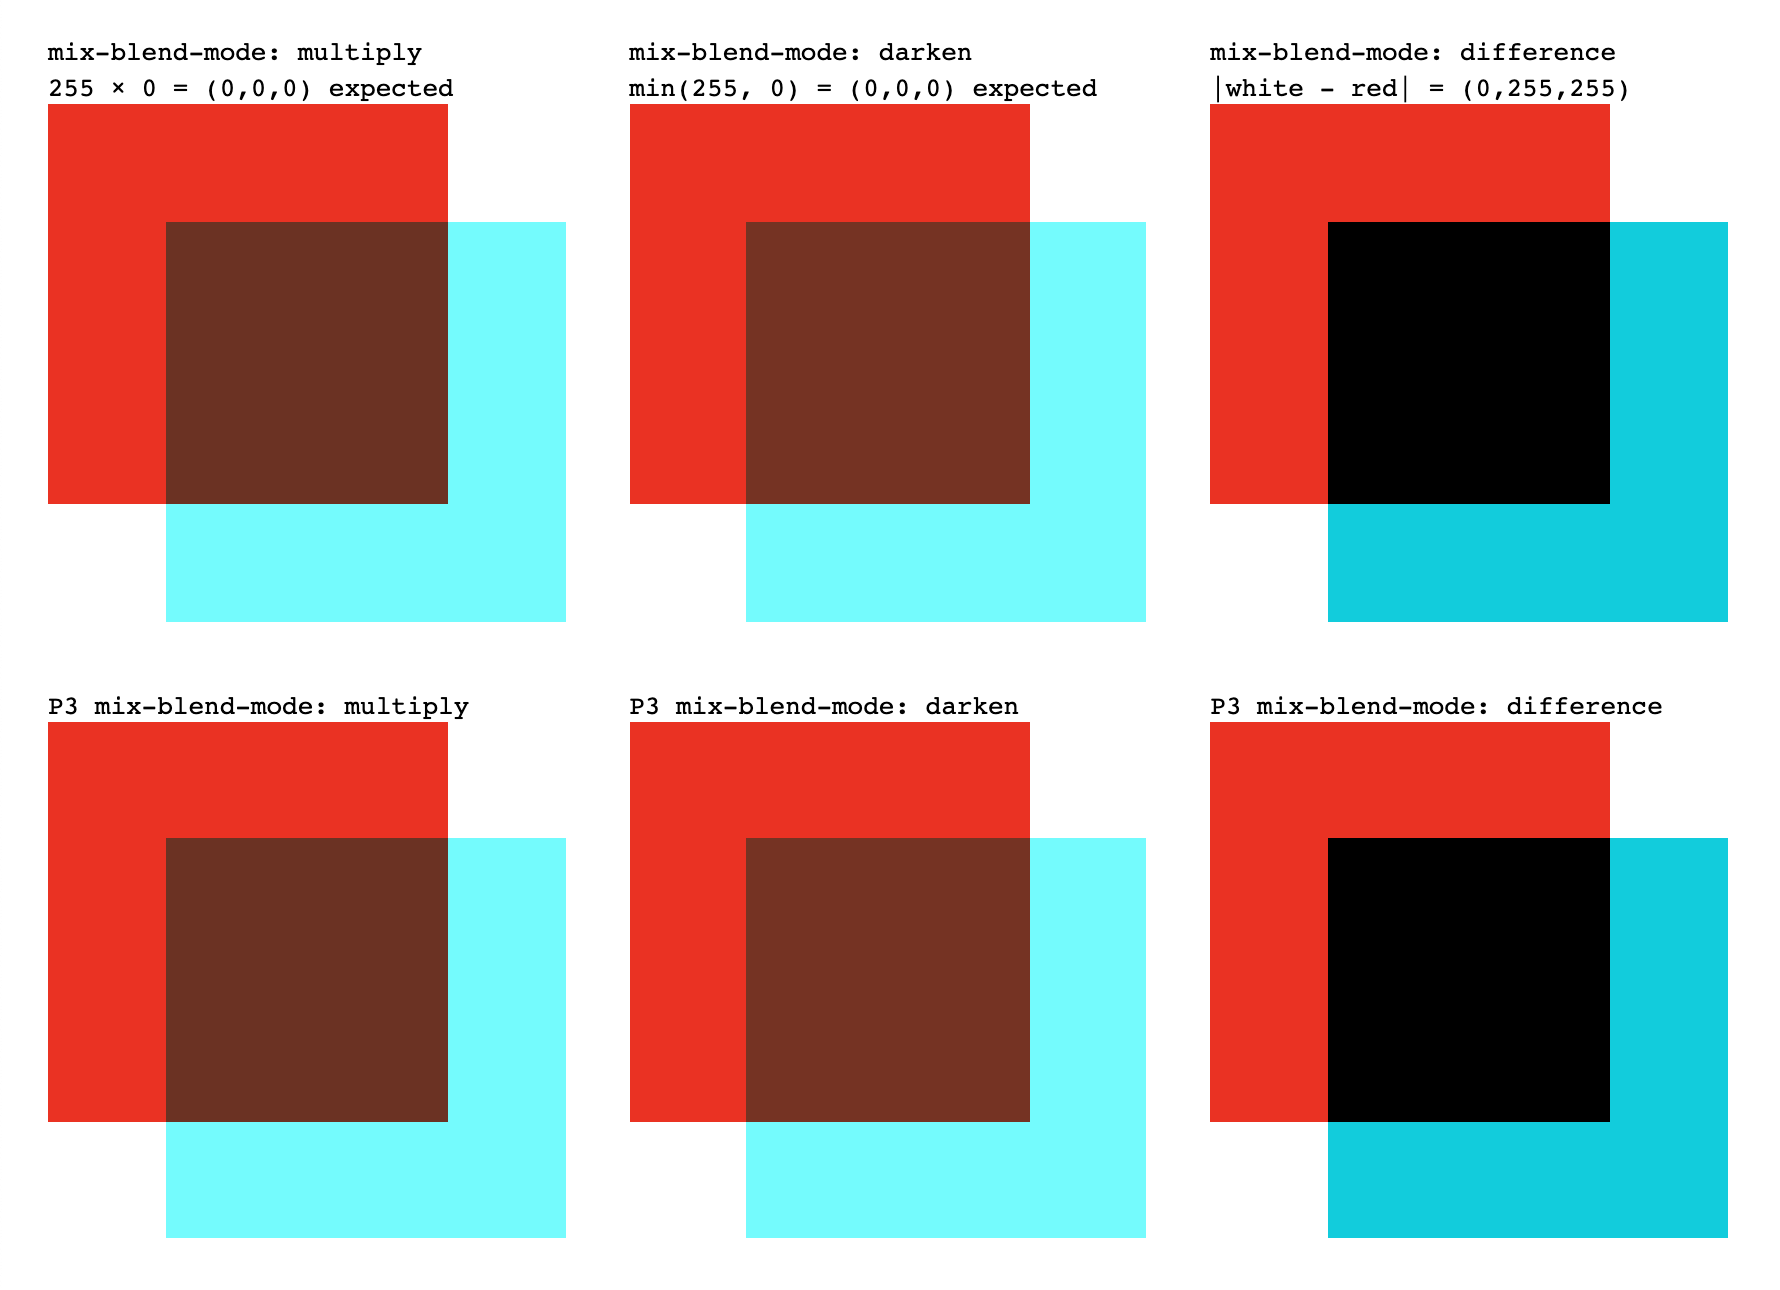 mix-blend-mode: multiply
255 × 0 = (0,0,0) expected
mix-blend-mode: darken
min(255, 0) = (0,0,0) expected
mix-blend-mode: difference
|white - red| = (0,255,255)
P3 mix-blend-mode: multiply
P3 mix-blend-mode: darken
P3 mix-blend-mode: difference